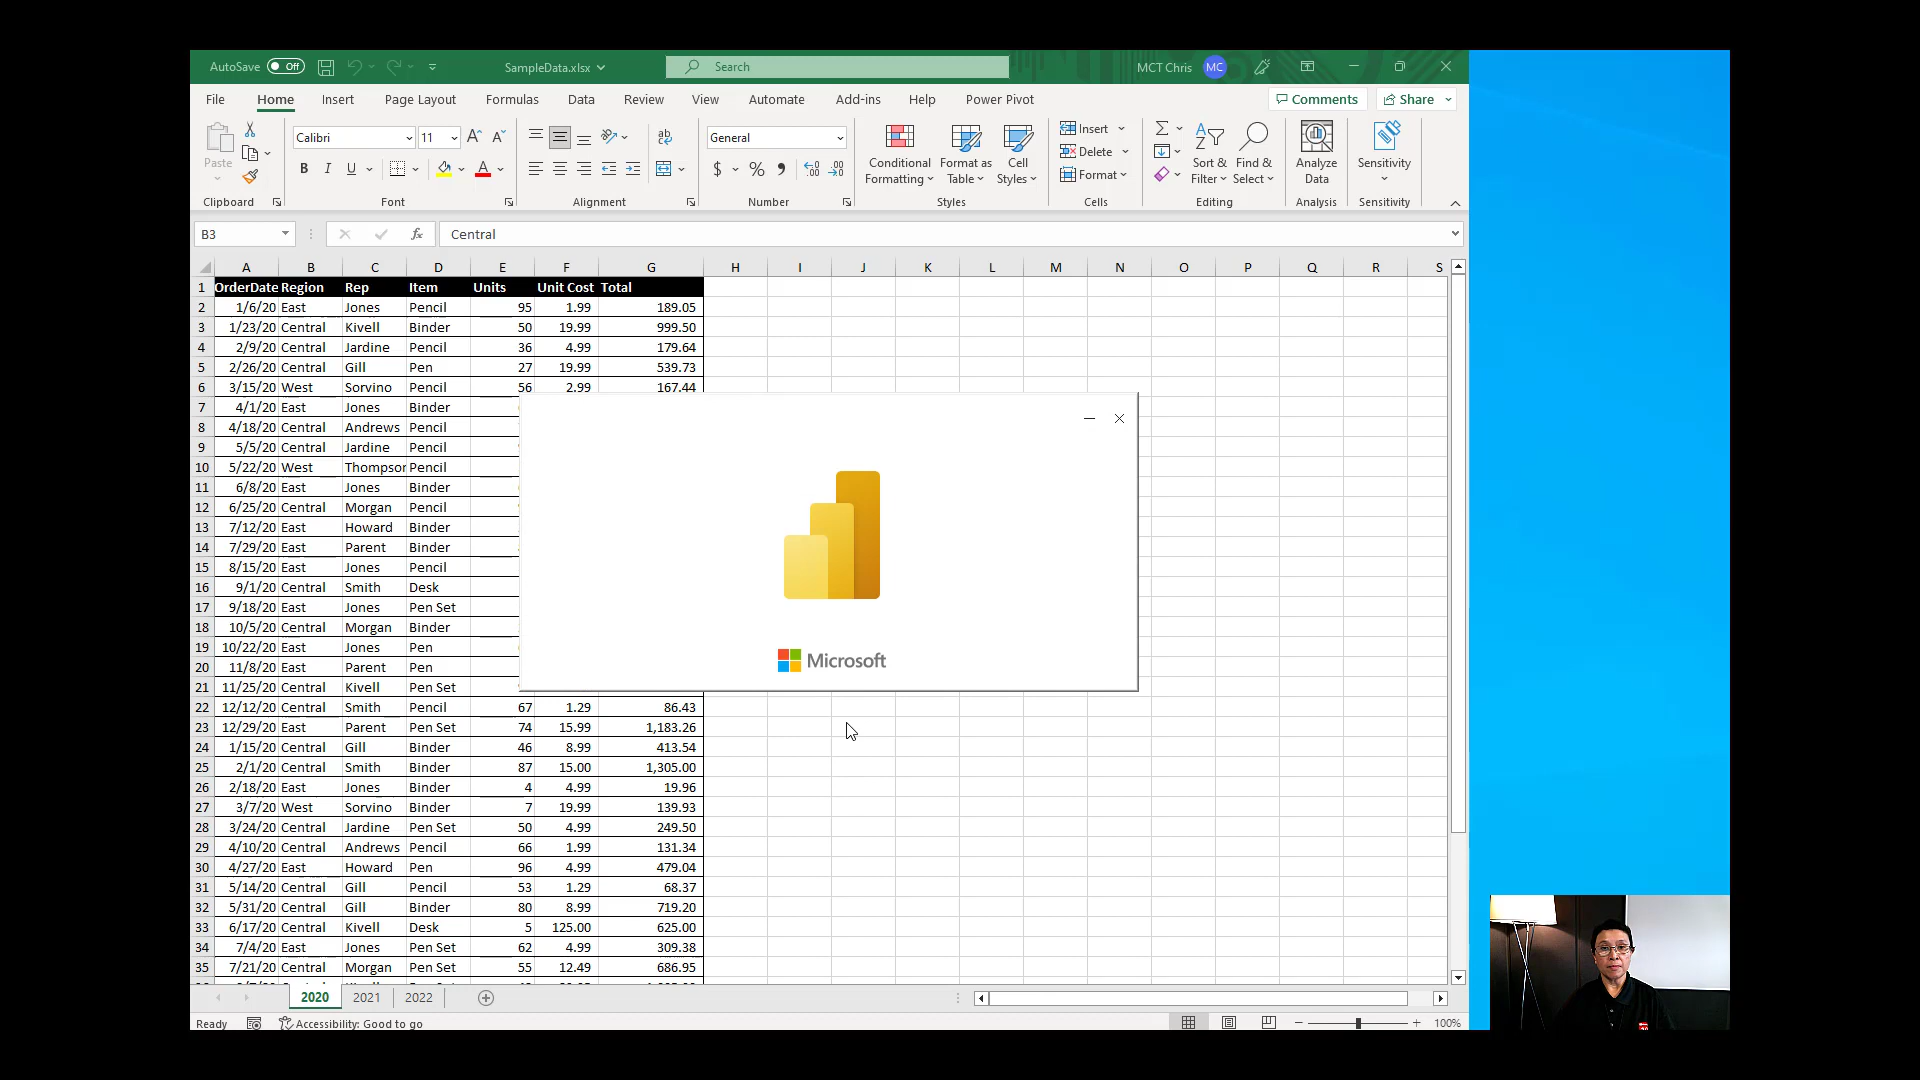 AutoSave Off SampleData.xlsx Search MCT Chris MC
File Home Insert Page Layout Formulas Data Review View Automate Add-ins Help Power Pivot Comments Share
Paste Calibri 11 General Conditional Formatting Format as Table Cell Styles Insert Delete Format Sort & Filter Find & Select Analyze Data Sensitivity
Clipboard Font Alignment Number Styles Cells Editing Analysis Sensitivity
B3 fx Central
A B C D E F G H I J K L M N O P Q R S
1 OrderDate Region Rep Item Units Unit Cost Total
2 1/6/20 East Jones Pencil 95 1.99 189.05
3 1/23/20 Central Kivell Binder 50 19.99 999.50
4 2/9/20 Central Jardine Pencil 36 4.99 179.64
5 2/26/20 Central Gill Pen 27 19.99 539.73
6 3/15/20 West Sorvino Pencil 56 2.99 167.44
7 4/1/20 East Jones Binder
8 4/18/20 Central Andrews Pencil
9 5/5/20 Central Jardine Pencil
10 5/22/20 West Thompson Pencil
11 6/8/20 East Jones Binder
12 6/25/20 Central Morgan Pencil
13 7/12/20 East Howard Binder
14 7/29/20 East Parent Binder
15 8/15/20 East Jones Pencil
16 9/1/20 Central Smith Desk
17 9/18/20 East Jones Pen Set
18 10/5/20 Central Morgan Binder
19 10/22/20 East Jones Pen
20 11/8/20 East Parent Pen
21 11/25/20 Central Kivell Pen Set
Microsoft
22 12/12/20 Central Smith Pencil 67 1.29 86.43
23 12/29/20 East Parent Pen Set 74 15.99 1,183.26
24 1/15/20 Central Gill Binder 46 8.99 413.54
25 2/1/20 Central Smith Binder 87 15.00 1,305.00
26 2/18/20 East Jones Binder 4 4.99 19.96
27 3/7/20 West Sorvino Binder 7 19.99 139.93
28 3/24/20 Central Jardine Pen Set 50 4.99 249.50
29 4/10/20 Central Andrews Pencil 66 1.99 131.34
30 4/27/20 East Howard Pen 96 4.99 479.04
31 5/14/20 Central Gill Pencil 53 1.29 68.37
32 5/31/20 Central Gill Binder 80 8.99 719.20
33 6/17/20 Central Kivell Desk 5 125.00 625.00
34 7/4/20 East Jones Pen Set 62 4.99 309.38
35 7/21/20 Central Morgan Pen Set 55 12.49 686.95
2020 2021 2022
Ready Accessibility: Good to go 100%